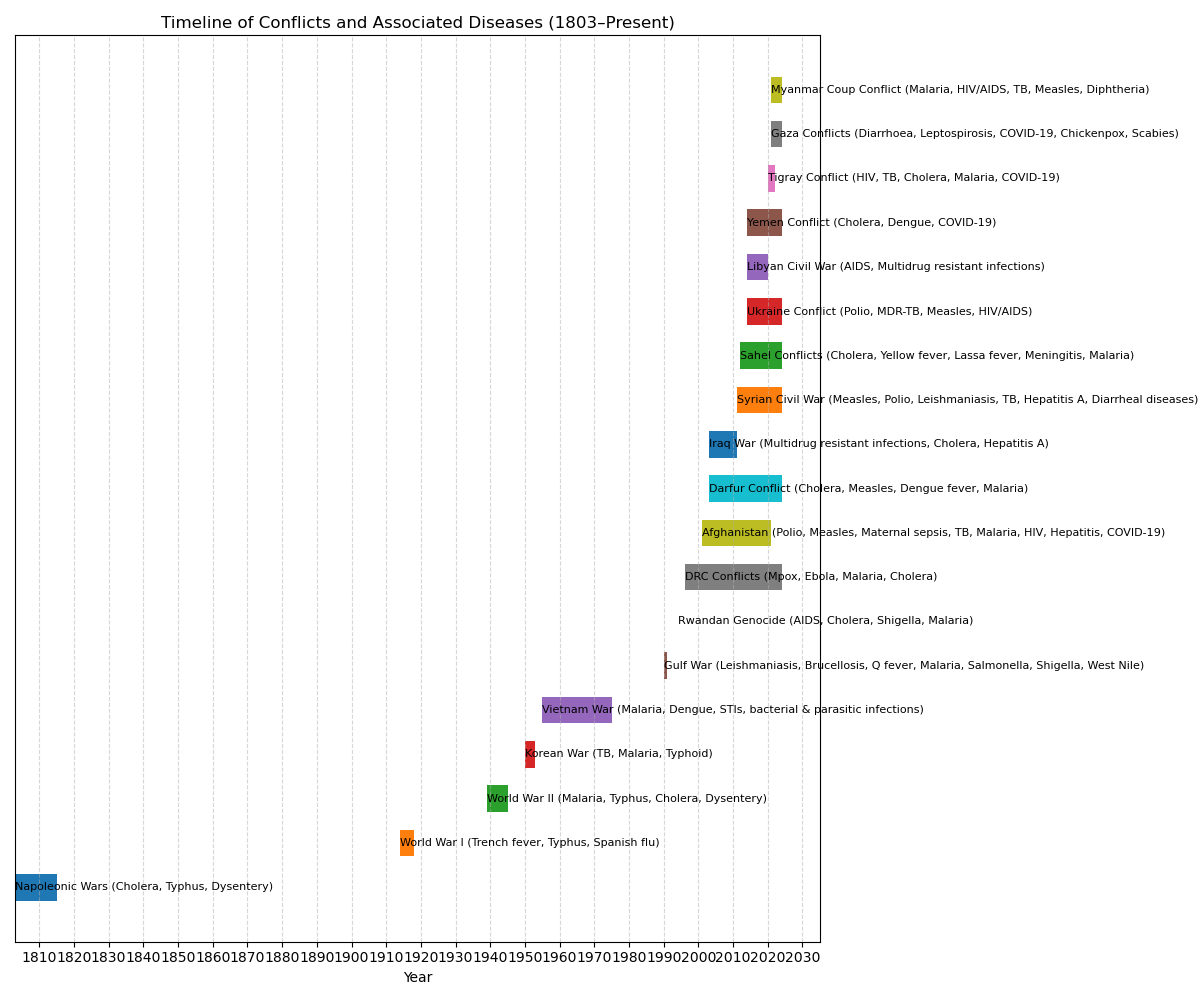 Timeline of Conflicts and Associated Diseases (1803–Present)
Myanmar Coup Conflict (Malaria, HIV/AIDS, TB, Measles, Diphtheria)
Gaza Conflicts (Diarrhoea, Leptospirosis, COVID-19, Chickenpox, Scabies)
Tigray Conflict (HIV, TB, Cholera, Malaria, COVID-19)
Yemen Conflict (Cholera, Dengue, COVID-19)
Libyan Civil War (AIDS, Multidrug resistant infections)
Ukraine Conflict (Polio, MDR-TB, Measles, HIV/AIDS)
Sahel Conflicts (Cholera, Yellow fever, Lassa fever, Meningitis, Malaria)
Syrian Civil War (Measles, Polio, Leishmaniasis, TB, Hepatitis A, Diarrheal diseases)
Iraq War (Multidrug resistant infections, Cholera, Hepatitis A)
Darfur Conflict (Cholera, Measles, Dengue fever, Malaria)
Afghanistan (Polio, Measles, Maternal sepsis, TB, Malaria, HIV, Hepatitis, COVID-19)
DRC Conflicts (Mpox, Ebola, Malaria, Cholera)
Rwandan Genocide (AIDS, Cholera, Shigella, Malaria)
Gulf War (Leishmaniasis, Brucellosis, Q fever, Malaria, Salmonella, Shigella, West Nile)
Vietnam War (Malaria, Dengue, STIs, bacterial & parasitic infections)
Korean War (TB, Malaria, Typhoid)
World War II (Malaria, Typhus, Cholera, Dysentery)
World War I (Trench fever, Typhus, Spanish flu)
Napoleonic Wars (Cholera, Typhus, Dysentery)
1810 1820 1830 1840 1850 1860 1870 1880 1890 1900 1910 1920 1930 1940 1950 1960 1970 1980 1990 2000 2010 2020 2030
Year